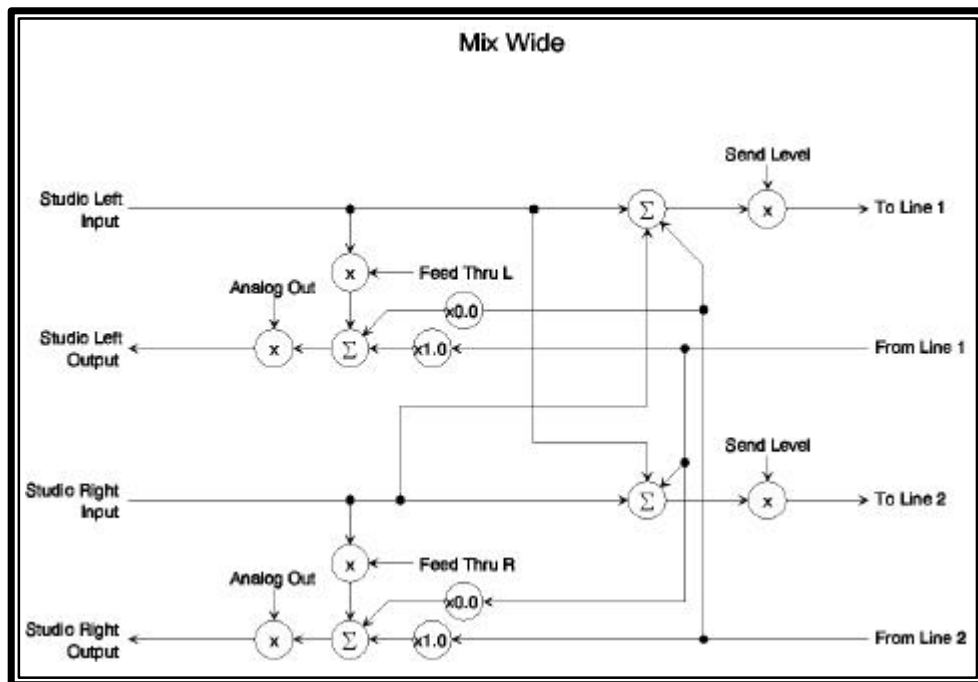 Mix Wide
Send Level
Studio Left
Input
Σ
x
To Line 1
x
Feed Thru L
Analog Out
x0.0
Studio Left
Output
x
Σ
x1.0
From Line 1
Send Level
Studio Right
Input
Σ
x
To Line 2
x
Feed Thru R
Analog Out
x0.0
Studio Right
Output
x
Σ
x1.0
From Line 2